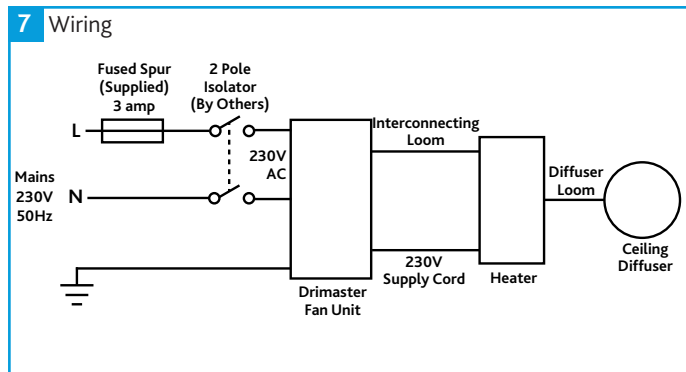 7 Wiring
Fused Spur
(Supplied)
3 amp
2 Pole
Isolator
(By Others)
L
230V
AC
Mains
230V
50Hz
N
Interconnecting
Loom
Diffuser
Loom
230V
Supply Cord
Heater
Ceiling
Diffuser
Drimaster
Fan Unit